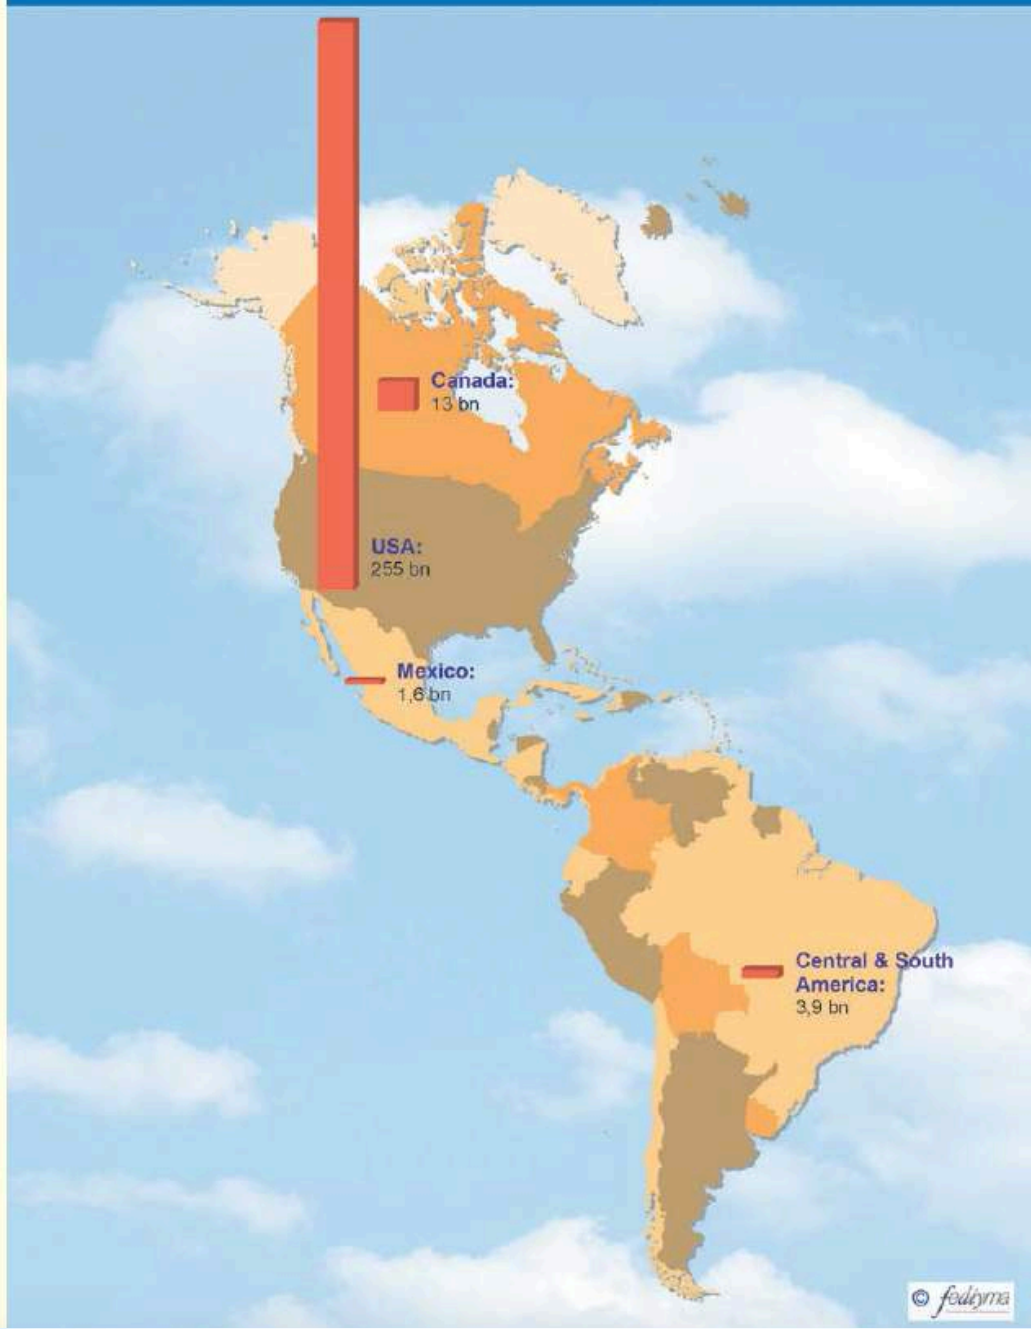 Canada:
13 bn
USA:
255 bn
Mexico:
1,6 bn
Central & South
America:
3,9 bn
© fediyma